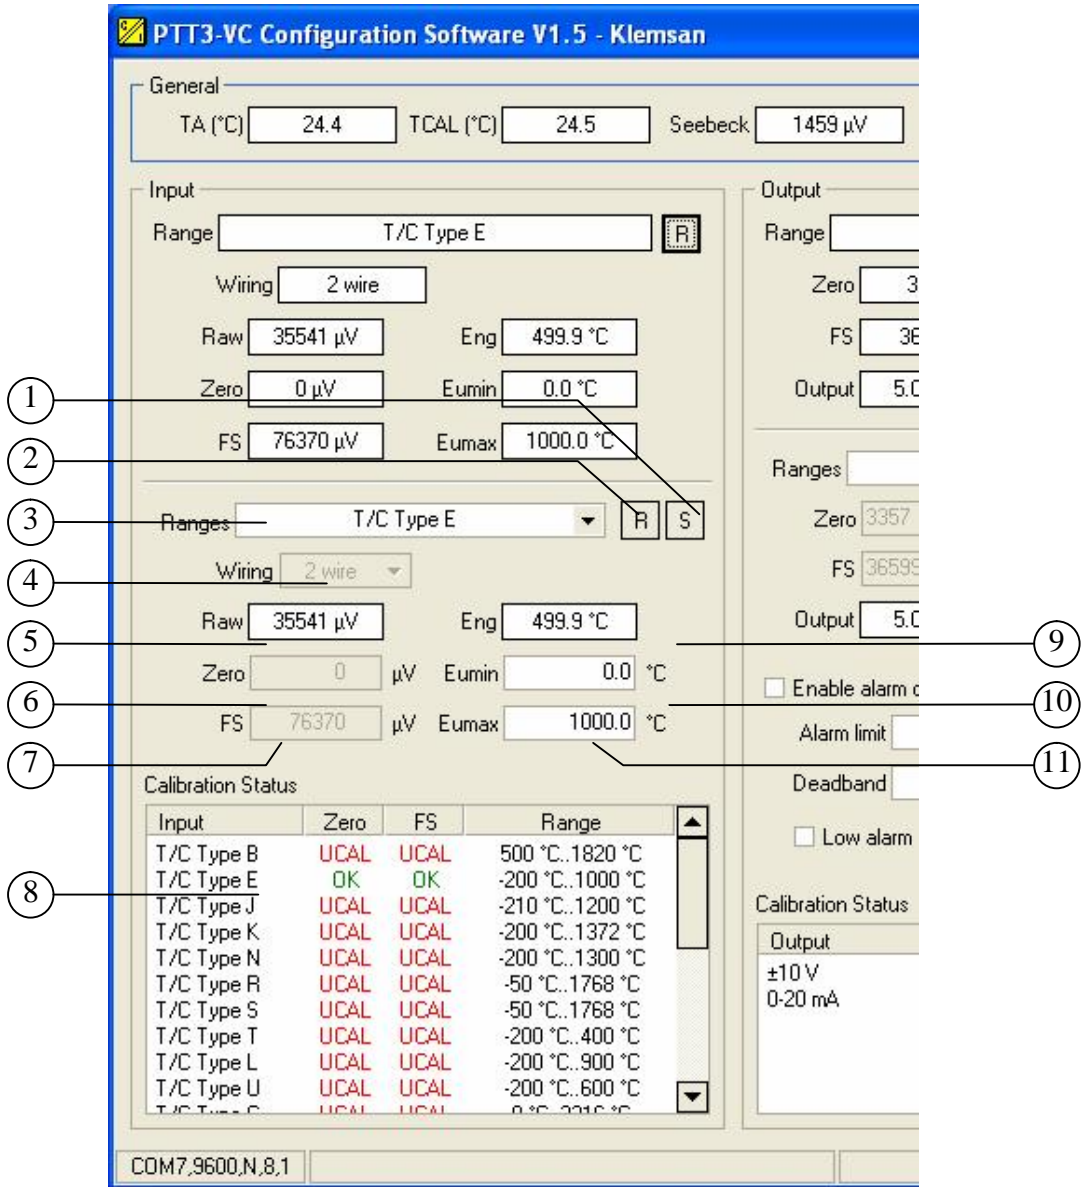 PTT3-VC Configuration Software V1.5 - Klemsan
General
TA (°C) 24.4 TCAL (°C) 24.5 Seebeck 1459 µV
Input
Range T/C Type E R
Wiring 2 wire
Raw 35541 µV Eng 499.9 °C
Zero 0 µV Eumin 0.0 °C
FS 76370 µV Eumax 1000.0 °C
Ranges T/C Type E R S
Wiring 2 wire
Raw 35541 µV Eng 499.9 °C
Zero 0 µV Eumin 0.0 °C
FS 76370 µV Eumax 1000.0 °C
Calibration Status
Input Zero FS Range
T/C Type B UCAL UCAL 500 °C..1820 °C
T/C Type E OK OK -200 °C..1000 °C
T/C Type J UCAL UCAL -210 °C..1200 °C
T/C Type K UCAL UCAL -200 °C..1372 °C
T/C Type N UCAL UCAL -200 °C..1300 °C
T/C Type R UCAL UCAL -50 °C..1768 °C
T/C Type S UCAL UCAL -50 °C..1768 °C
T/C Type T UCAL UCAL -200 °C..400 °C
T/C Type L UCAL UCAL -200 °C..900 °C
T/C Type U UCAL UCAL -200 °C..600 °C
Output
Range
Zero 3
FS 36
Output 5.0
Ranges
Zero 3357
FS 36599
Output 5.0
Enable alarm
Alarm limit
Deadband
Low alarm
Calibration Status
Output
±10 V
0-20 mA
COM7,9600,N,8,1
1
2
3
4
5
6
7
8
9
10
11